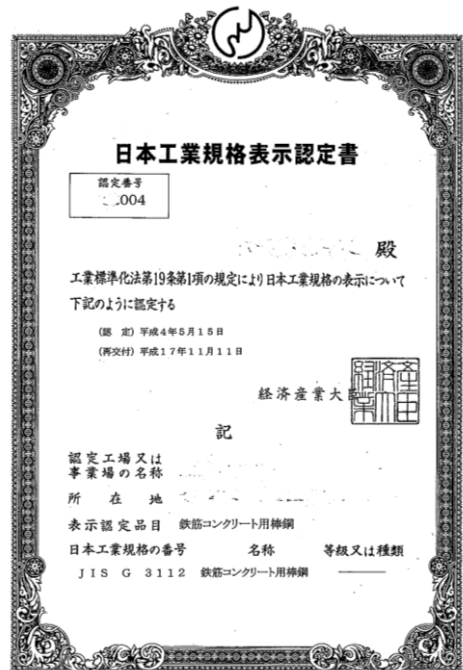 日本工業規格表示認定書
認定番号
004
殿
工業標準化法第19条第1項の規定により日本工業規格の表示について
下記のように認定する
(認 定) 平成4年5月15日
(再交付) 平成17年11月11日
経済産業大臣
記
認定工場又は
事業場の名称
所在地
表示認定品目 鉄筋コンクリート用棒鋼
日本工業規格の番号 名称 等級又は種類
JIS G 3112 鉄筋コンクリート用棒鋼 ———